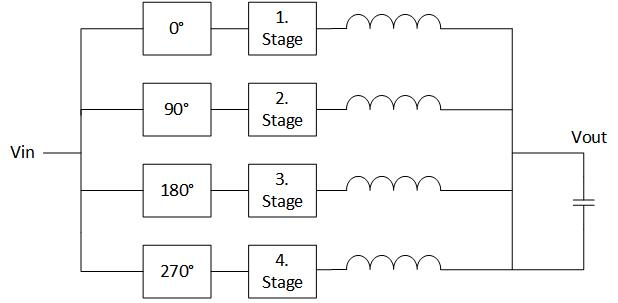 0°
1.
Stage
90°
2.
Stage
Vin
Vout
180°
3.
Stage
270°
4.
Stage